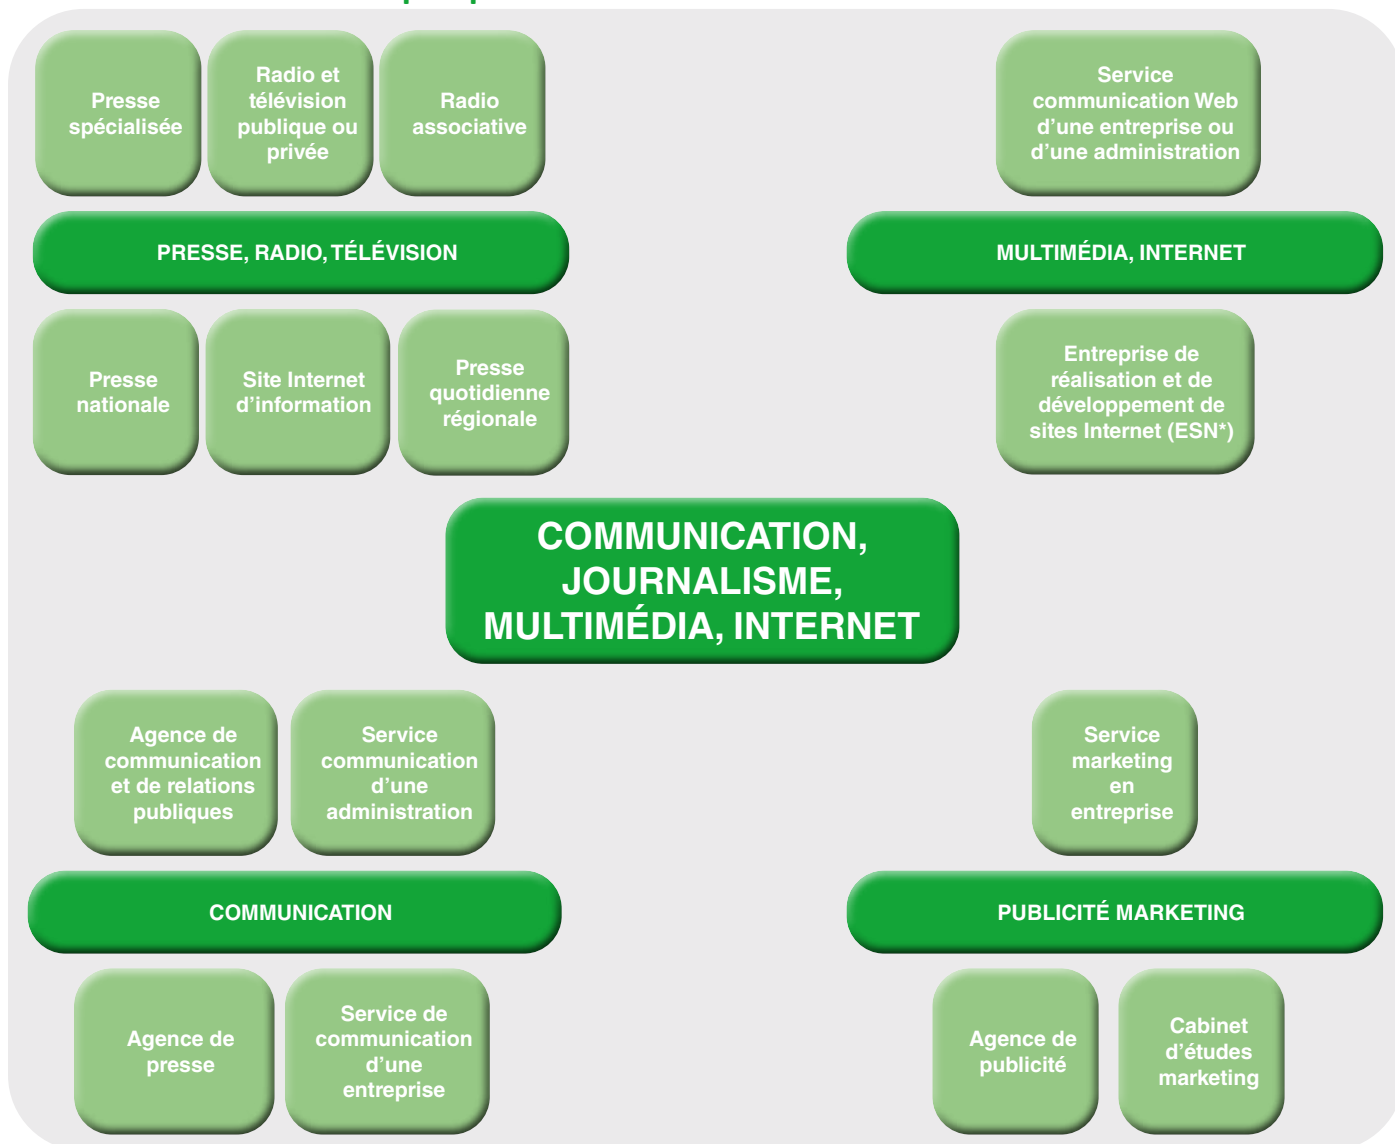 Presse
spécialisée
Radio et
télévision
publique ou
privée
Radio
associative
Service
communication Web
d’une entreprise ou
d’une administration
PRESSE, RADIO, TÉLÉVISION
MULTIMÉDIA, INTERNET
Presse
nationale
Site Internet
d’information
Presse
quotidienne
régionale
Entreprise de
réalisation et de
développement de
sites Internet (ESN*)
COMMUNICATION,
JOURNALISME,
MULTIMÉDIA, INTERNET
Agence de
communication
et de relations
publiques
Service
communication
d’une
administration
Service
marketing
en
entreprise
COMMUNICATION
PUBLICITÉ MARKETING
Agence de
presse
Service de
communication
d’une
entreprise
Agence de
publicité
Cabinet
d’études
marketing